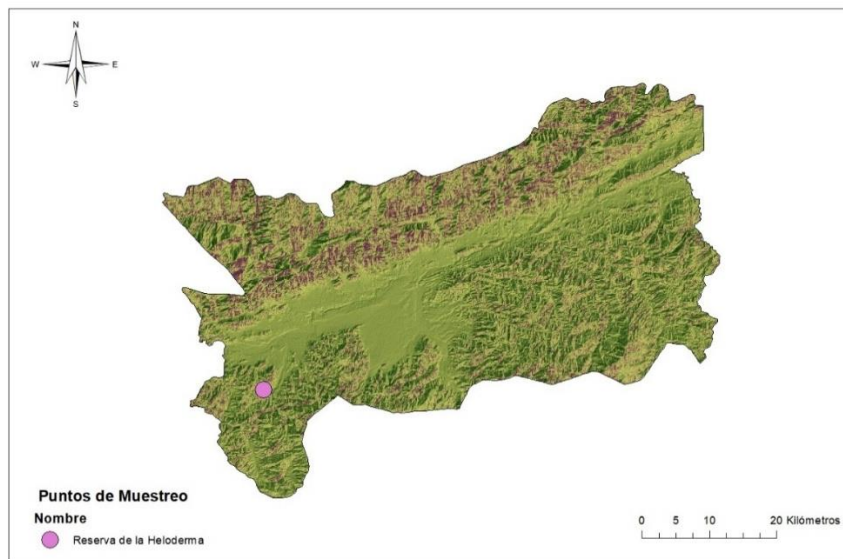 N
W E
S
Puntos de Muestreo
Nombre
Reserva de la Heloderma
0 5 10 20 Kilómetros